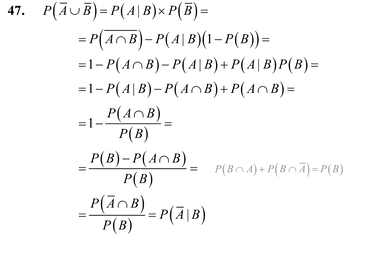 47. P(A̅ ∪ B̅) = P(A | B) × P(B̅) =
= P(\overline{A ∩ B}) − P(A | B)(1 − P(B)) =
= 1 − P(A ∩ B) − P(A | B) + P(A | B)P(B) =
= 1 − P(A | B) − P(A ∩ B) + P(A ∩ B) =
= 1 − P(A ∩ B)/P(B) =
= (P(B) − P(A ∩ B))/P(B) = P(B ∩ A) + P(B ∩ A̅) = P(B)
= P(A̅ ∩ B)/P(B) = P(A̅ | B)